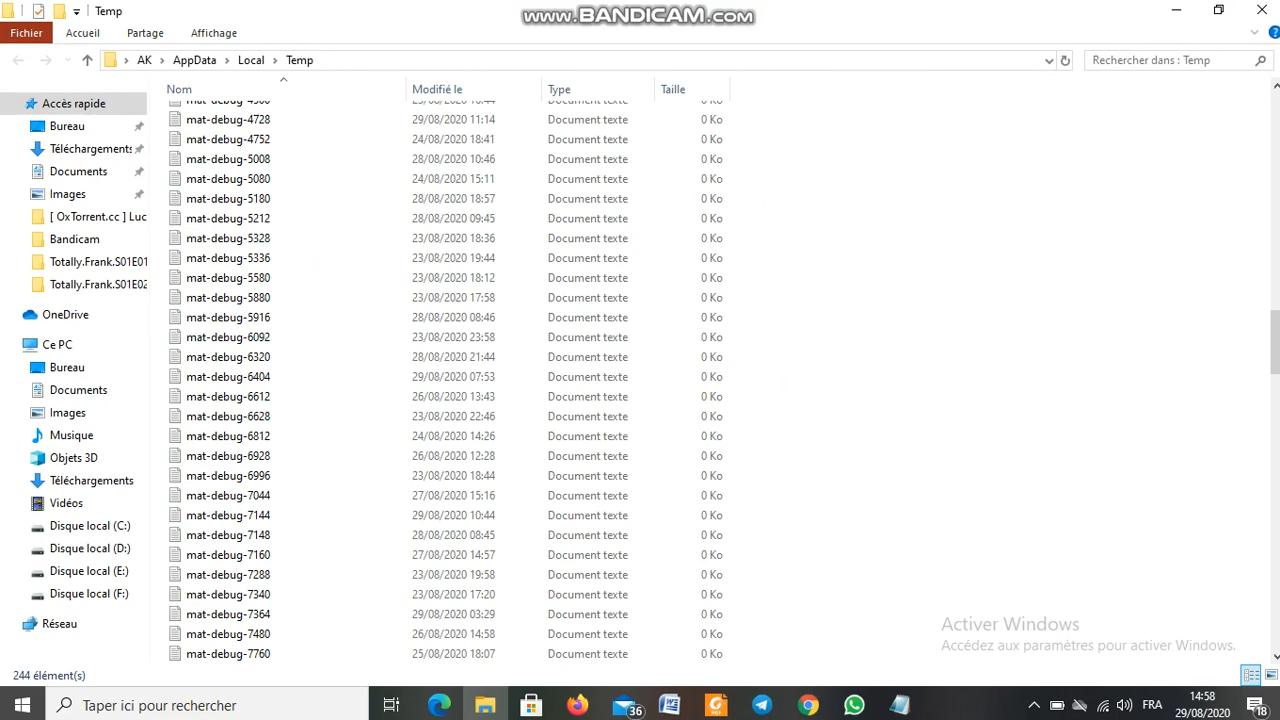 Temp
www.BANDICAM.com
Fichier Accueil Partage Affichage
AK > AppData > Local > Temp
Rechercher dans : Temp
Nom Modifié le Type Taille
Accès rapide
Bureau
Téléchargements
Documents
Images
[ OxTorrent.cc ] Luc
Bandicam
Totally.Frank.S01E01
Totally.Frank.S01E02
OneDrive
Ce PC
Bureau
Documents
Images
Musique
Objets 3D
Téléchargements
Vidéos
Disque local (C:)
Disque local (D:)
Disque local (E:)
Disque local (F:)
Réseau
mat-debug-4728 29/08/2020 11:14 Document texte 0 Ko
mat-debug-4752 24/08/2020 18:41 Document texte 0 Ko
mat-debug-5008 28/08/2020 10:46 Document texte 0 Ko
mat-debug-5080 24/08/2020 15:11 Document texte 0 Ko
mat-debug-5180 28/08/2020 18:57 Document texte 0 Ko
mat-debug-5212 28/08/2020 09:45 Document texte 0 Ko
mat-debug-5328 23/08/2020 18:36 Document texte 0 Ko
mat-debug-5336 23/08/2020 19:44 Document texte 0 Ko
mat-debug-5580 23/08/2020 18:12 Document texte 0 Ko
mat-debug-5880 23/08/2020 17:58 Document texte 0 Ko
mat-debug-5916 28/08/2020 08:46 Document texte 0 Ko
mat-debug-6092 23/08/2020 23:58 Document texte 0 Ko
mat-debug-6320 28/08/2020 21:44 Document texte 0 Ko
mat-debug-6404 29/08/2020 07:53 Document texte 0 Ko
mat-debug-6612 26/08/2020 13:43 Document texte 0 Ko
mat-debug-6628 23/08/2020 22:46 Document texte 0 Ko
mat-debug-6812 24/08/2020 14:26 Document texte 0 Ko
mat-debug-6928 26/08/2020 12:28 Document texte 0 Ko
mat-debug-6996 23/08/2020 18:44 Document texte 0 Ko
mat-debug-7044 27/08/2020 15:16 Document texte 0 Ko
mat-debug-7144 29/08/2020 10:44 Document texte 0 Ko
mat-debug-7148 28/08/2020 08:45 Document texte 0 Ko
mat-debug-7160 27/08/2020 14:57 Document texte 0 Ko
mat-debug-7288 23/08/2020 19:58 Document texte 0 Ko
mat-debug-7340 23/08/2020 17:20 Document texte 0 Ko
mat-debug-7364 29/08/2020 03:29 Document texte 0 Ko
mat-debug-7480 26/08/2020 14:58 Document texte 0 Ko
mat-debug-7760 25/08/2020 18:07 Document texte 0 Ko
Activer Windows
Accédez aux paramètres pour activer Windows.
244 élément(s)
Taper ici pour rechercher
36
FRA
14:58
29/08/2020
18